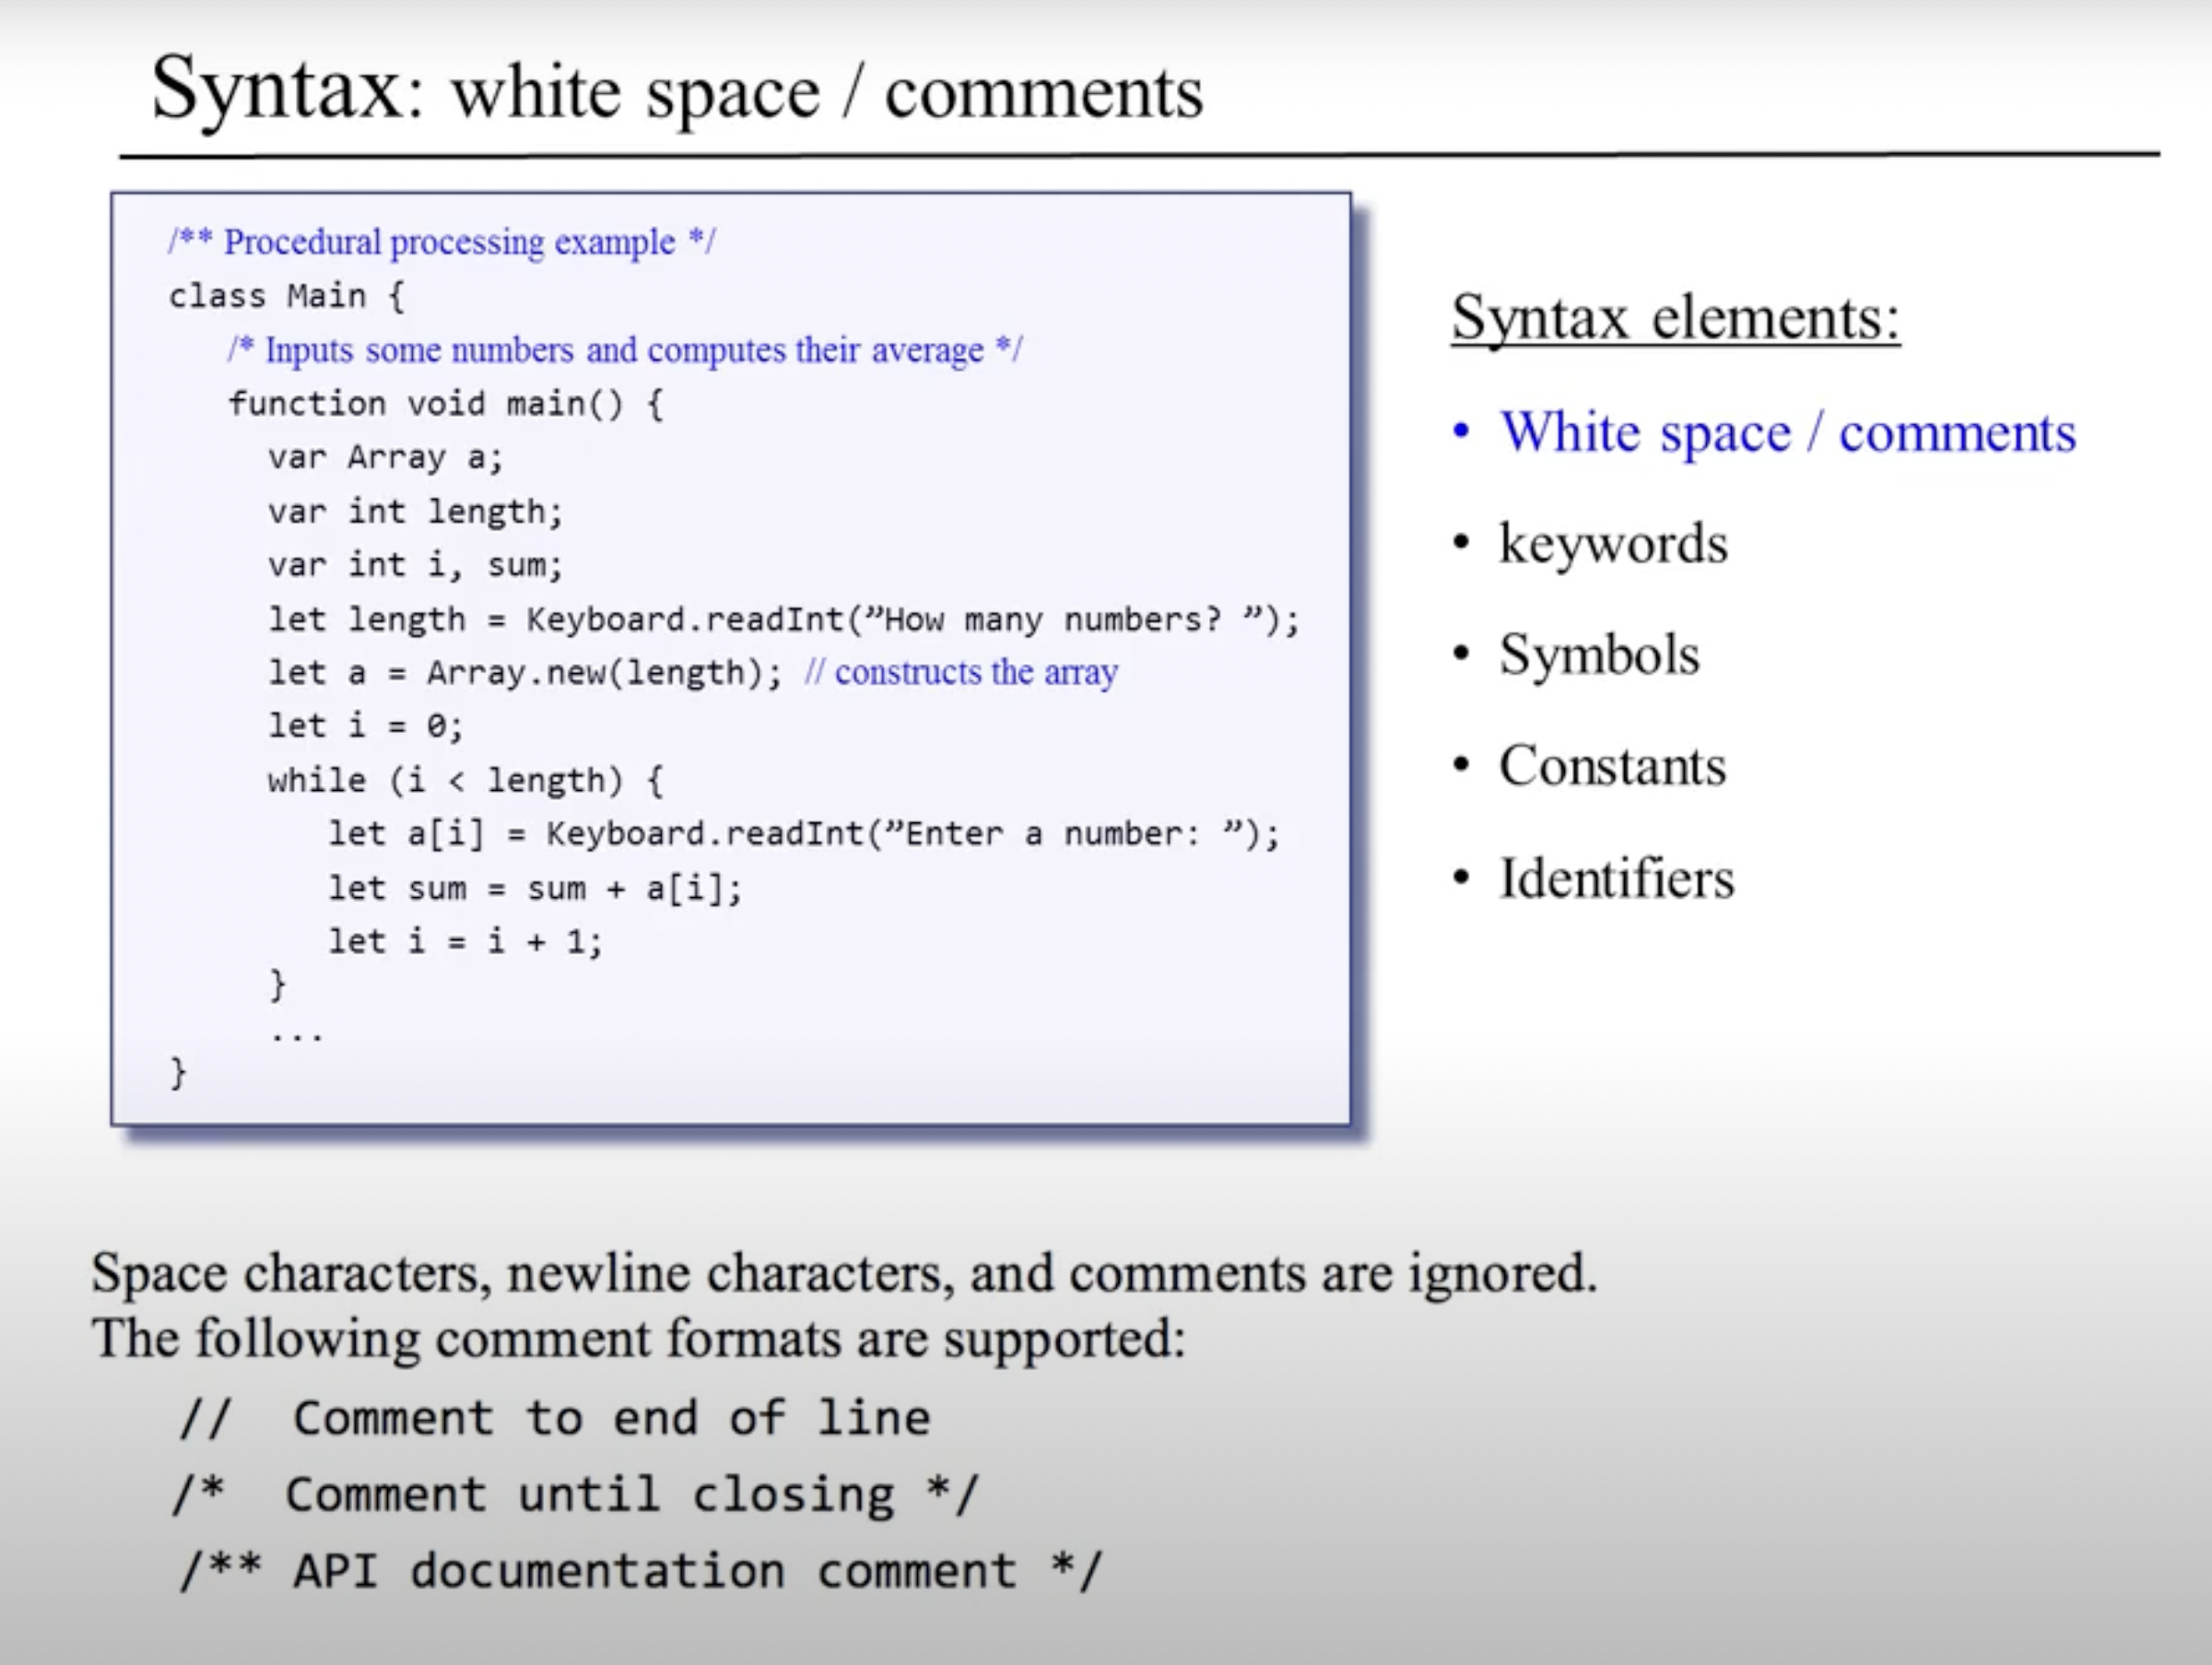 Syntax: white space / comments
/** Procedural processing example */
class Main {
/* Inputs some numbers and computes their average */
function void main() {
var Array a;
var int length;
var int i, sum;
let length = Keyboard.readInt(”How many numbers? ”);
let a = Array.new(length); // constructs the array
let i = 0;
while (i < length) {
let a[i] = Keyboard.readInt(”Enter a number: ”);
let sum = sum + a[i];
let i = i + 1;
}
...
}
Syntax elements:
• White space / comments
• keywords
• Symbols
• Constants
• Identifiers
Space characters, newline characters, and comments are ignored.
The following comment formats are supported:
// Comment to end of line
/* Comment until closing */
/** API documentation comment */